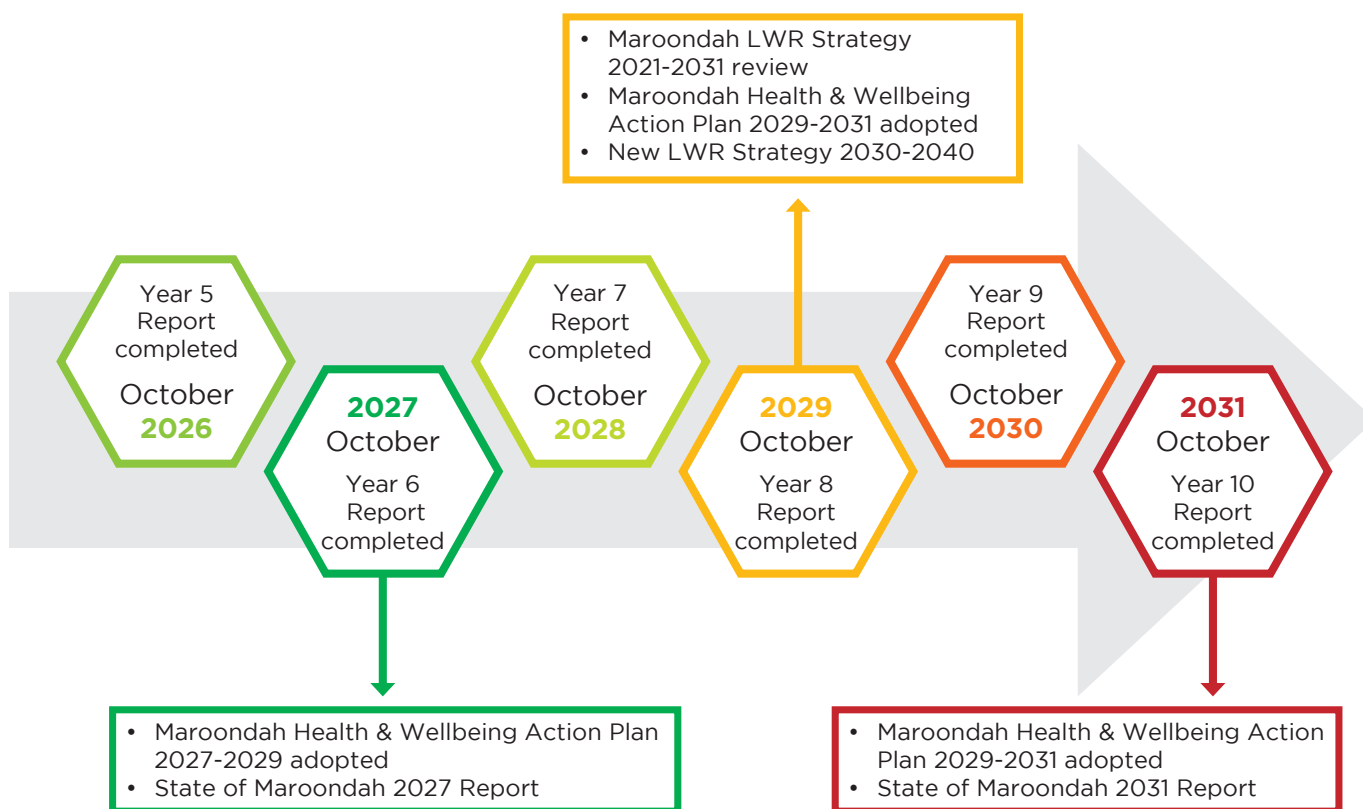 • Maroondah LWR Strategy
2021-2031 review
• Maroondah Health & Wellbeing
Action Plan 2029-2031 adopted
• New LWR Strategy 2030-2040
Year 5
Report
completed
October
2026
2027
October
Year 6
Report
completed
Year 7
Report
completed
October
2028
2029
October
Year 8
Report
completed
Year 9
Report
completed
October
2030
2031
October
Year 10
Report
completed
• Maroondah Health & Wellbeing Action Plan
2027-2029 adopted
• State of Maroondah 2027 Report
• Maroondah Health & Wellbeing Action
Plan 2029-2031 adopted
• State of Maroondah 2031 Report